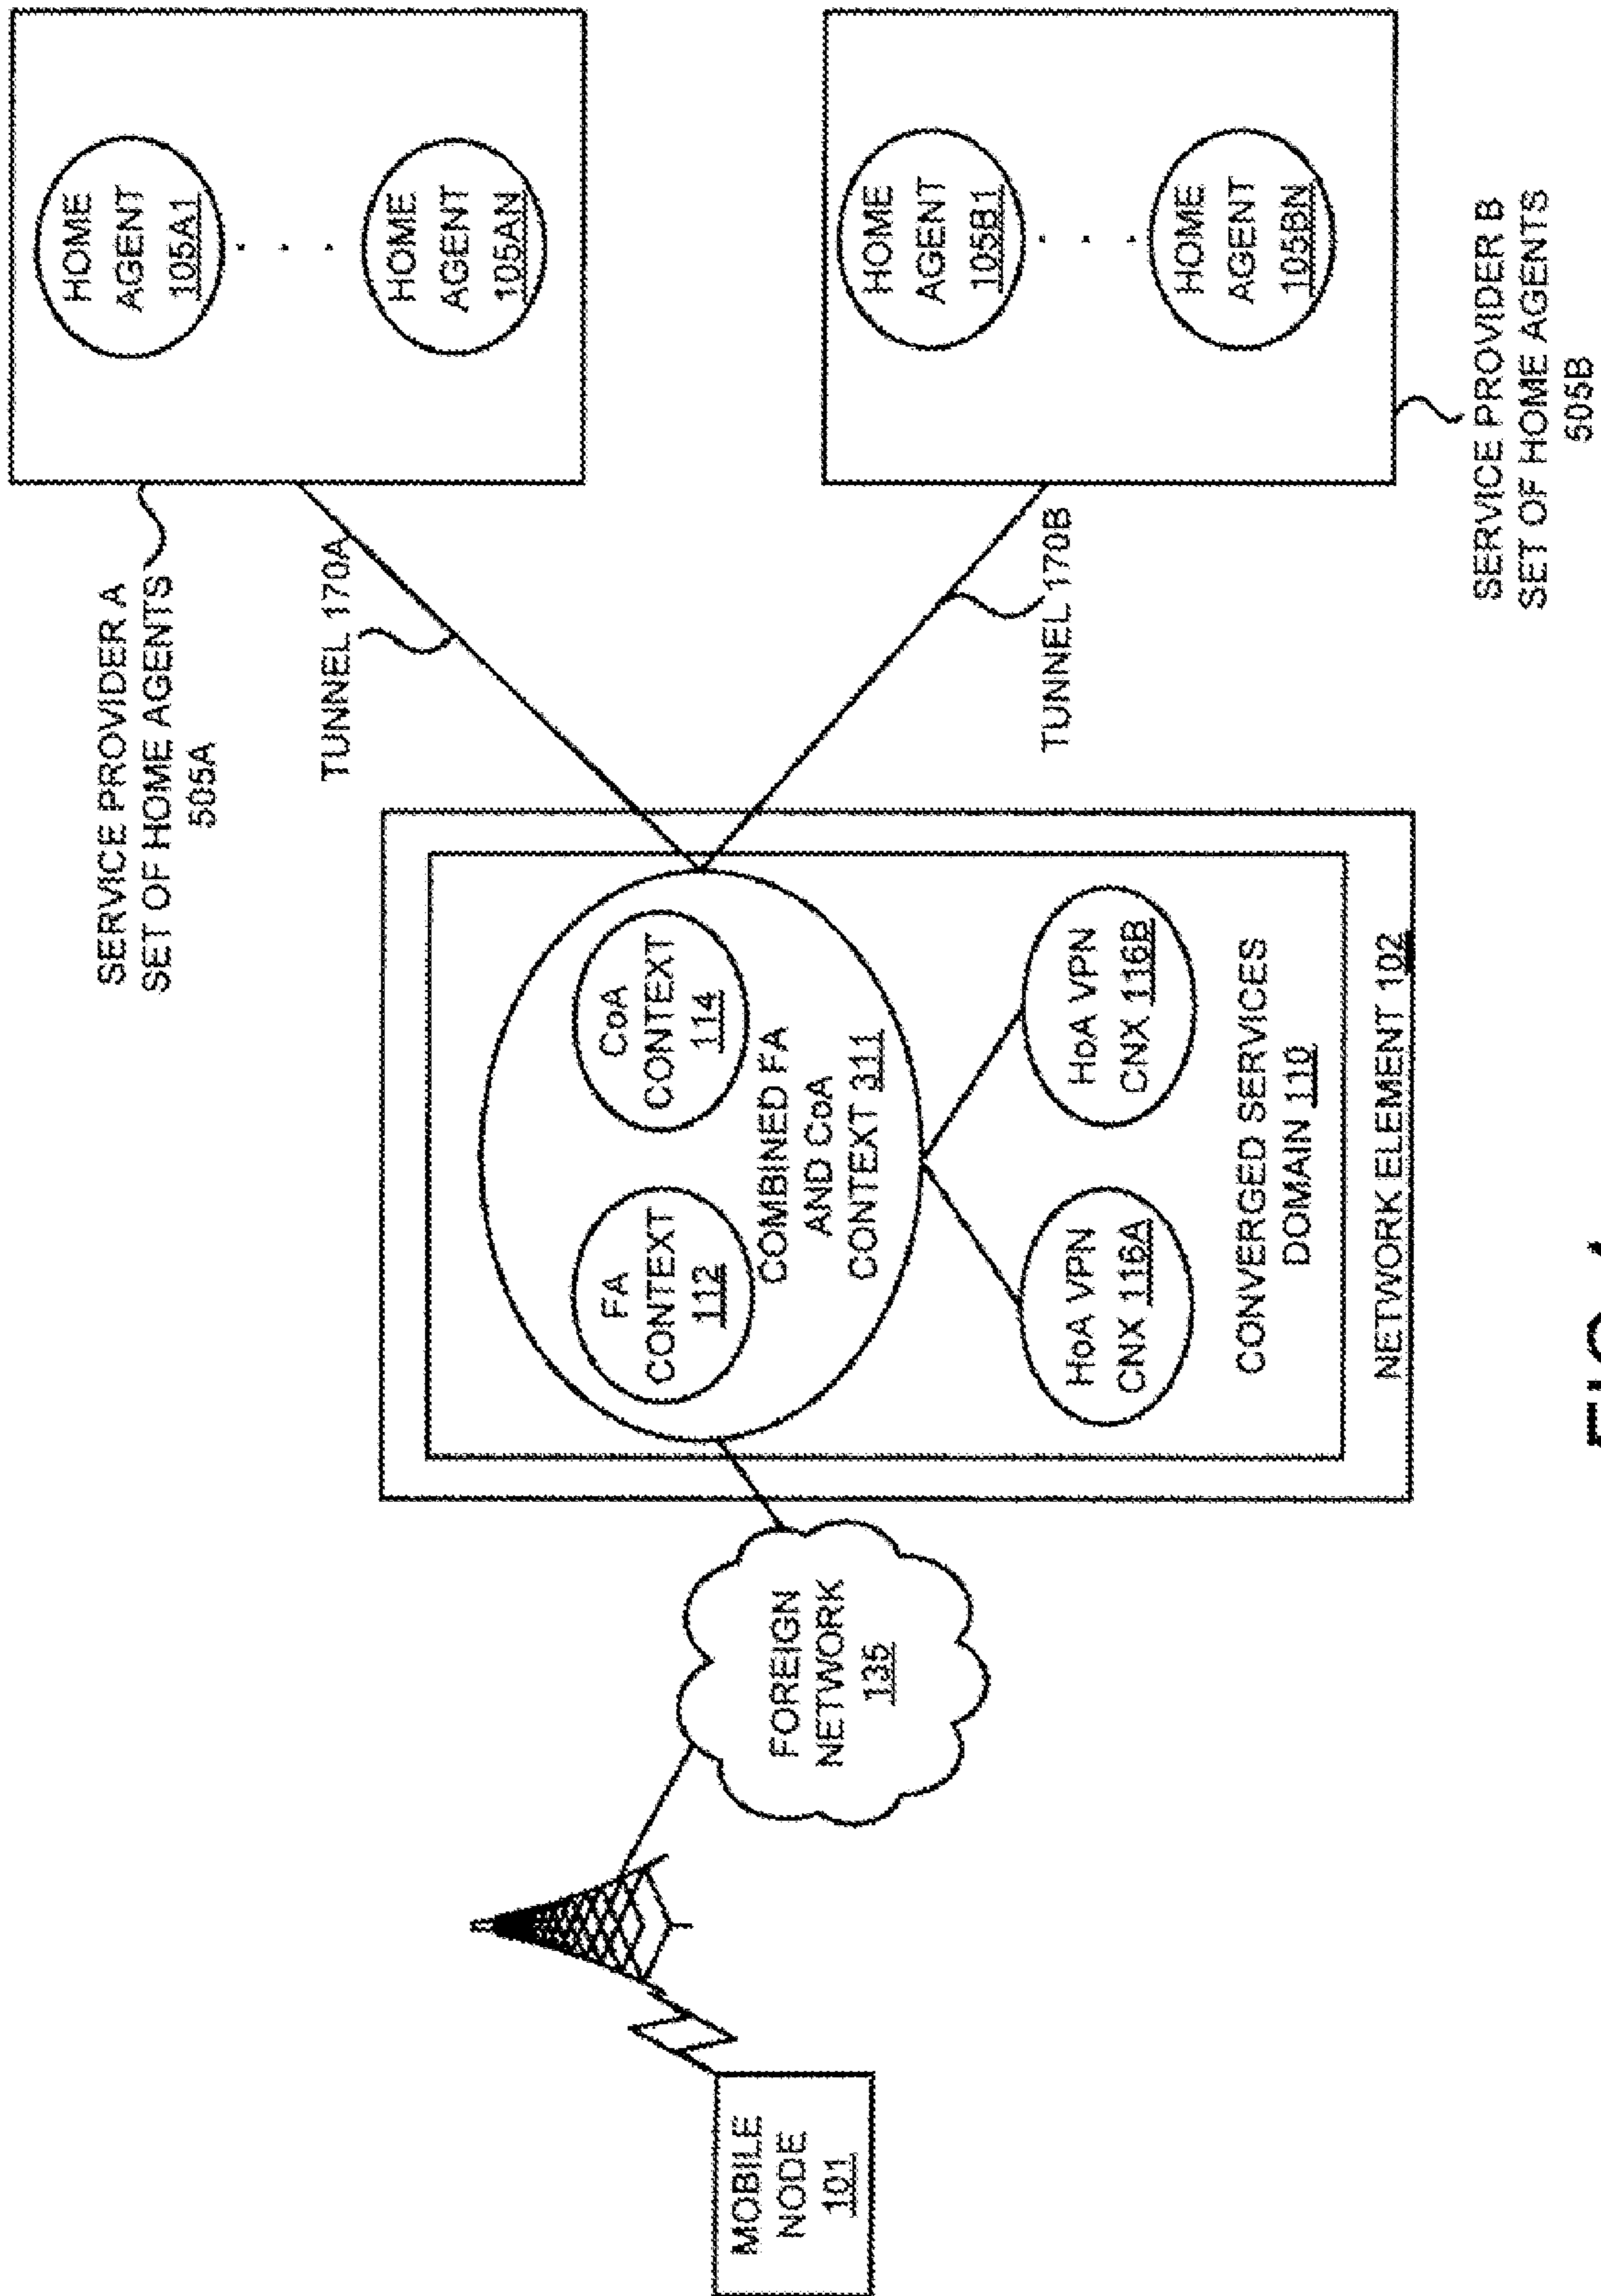 SERVICE PROVIDER A
SET OF HOME AGENTS
505A
HOME
AGENT
105A1
. . .
HOME
AGENT
105AN
TUNNEL 170A
MOBILE
NODE
101
FOREIGN
NETWORK
135
FA
CONTEXT
112
CoA
CONTEXT
114
COMBINED FA
AND CoA
CONTEXT 311
HoA VPN
CNX 116A
HoA VPN
CNX 116B
CONVERGED SERVICES
DOMAIN 110
NETWORK ELEMENT 102
TUNNEL 170B
HOME
AGENT
105B1
. . .
HOME
AGENT
105BN
SERVICE PROVIDER B
SET OF HOME AGENTS
505B